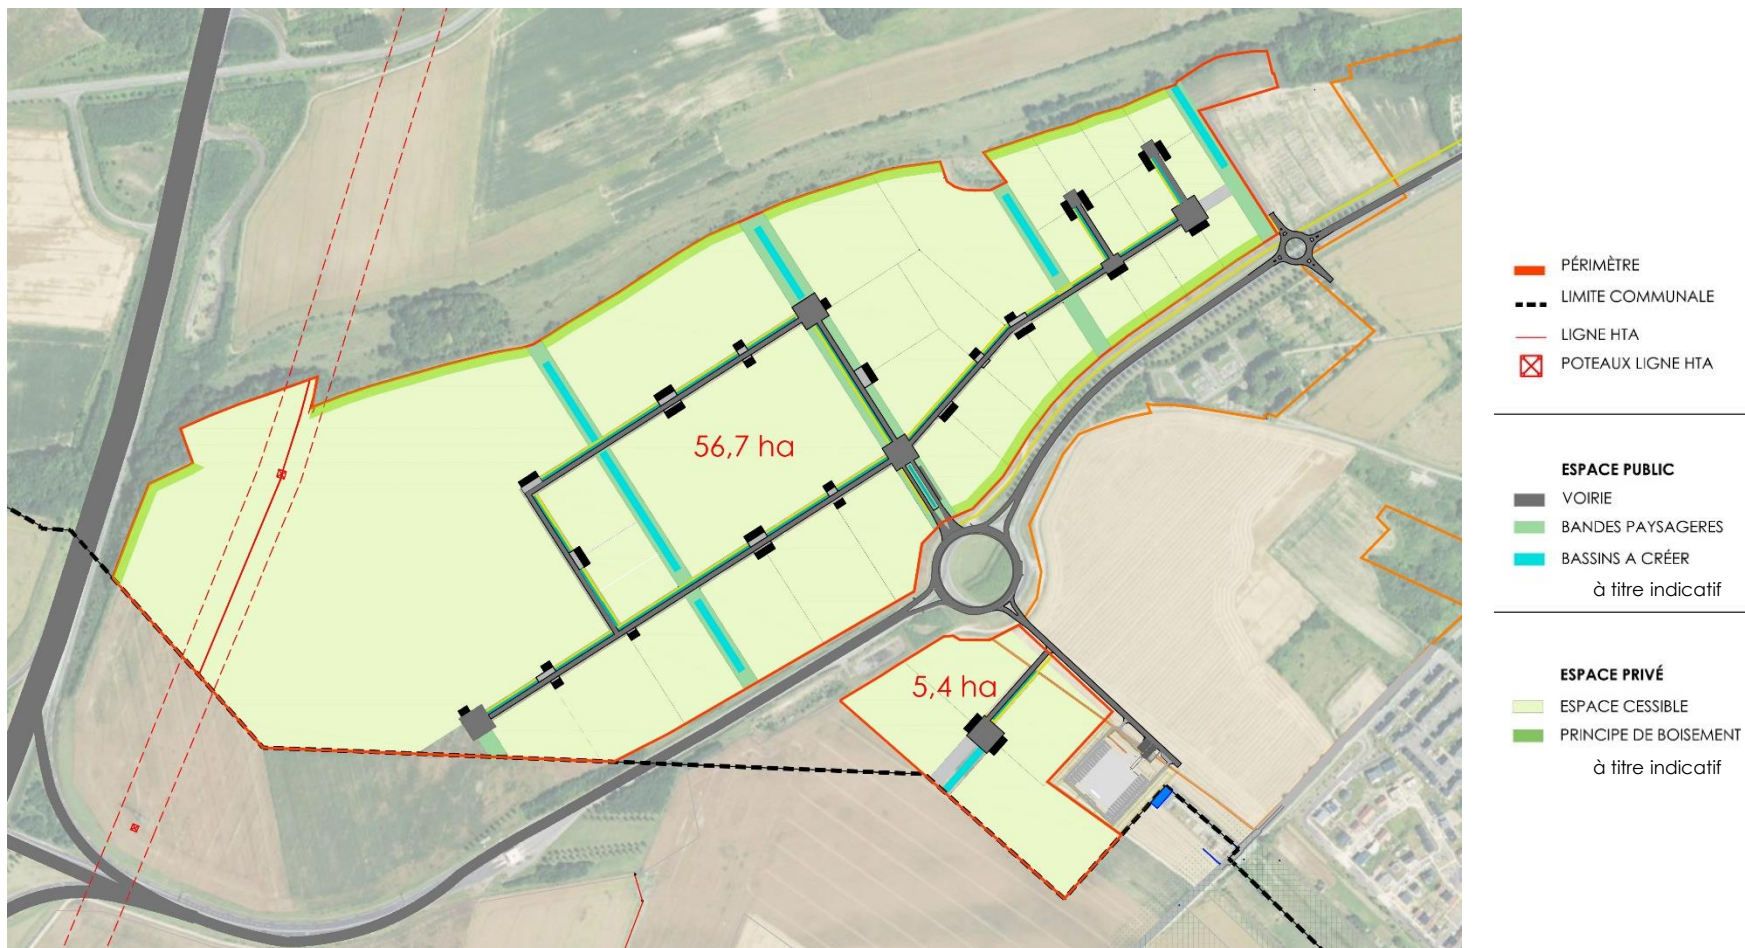 56,7 ha
5,4 ha
PÉRIMÈTRE
LIMITE COMMUNALE
LIGNE HTA
POTEAUX LIGNE HTA
ESPACE PUBLIC
VOIRIE
BANDES PAYSAGERES
BASSINS A CRÉER
à titre indicatif
ESPACE PRIVÉ
ESPACE CESSIBLE
PRINCIPE DE BOISEMENT
à titre indicatif